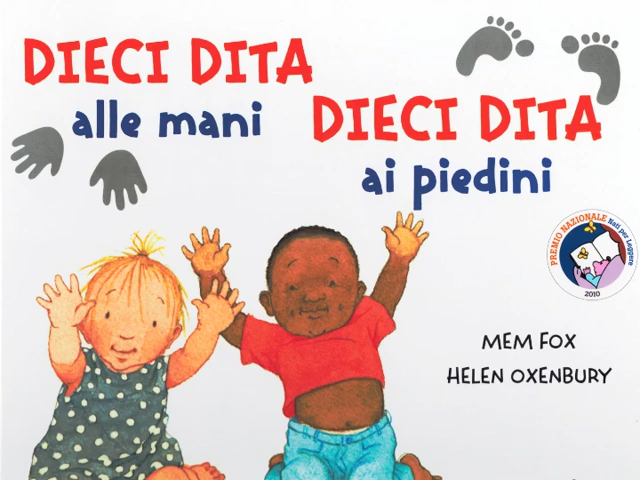 DIECI DITA
alle mani
DIECI DITA
ai piedini
PREMIO NAZIONALE Nati per Leggere
2010
MEM FOX
HELEN OXENBURY